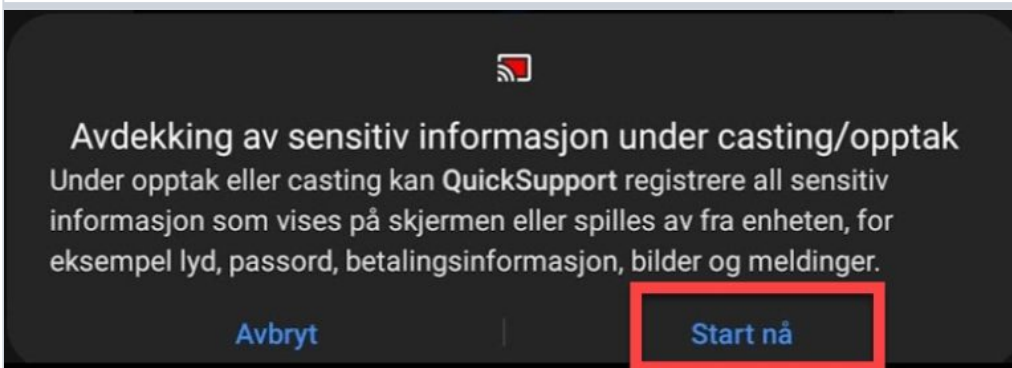 Avdekking av sensitiv informasjon under casting/opptak
Under opptak eller casting kan QuickSupport registrere all sensitiv
informasjon som vises på skjermen eller spilles av fra enheten, for
eksempel lyd, passord, betalingsinformasjon, bilder og meldinger.
Avbryt
Start nå